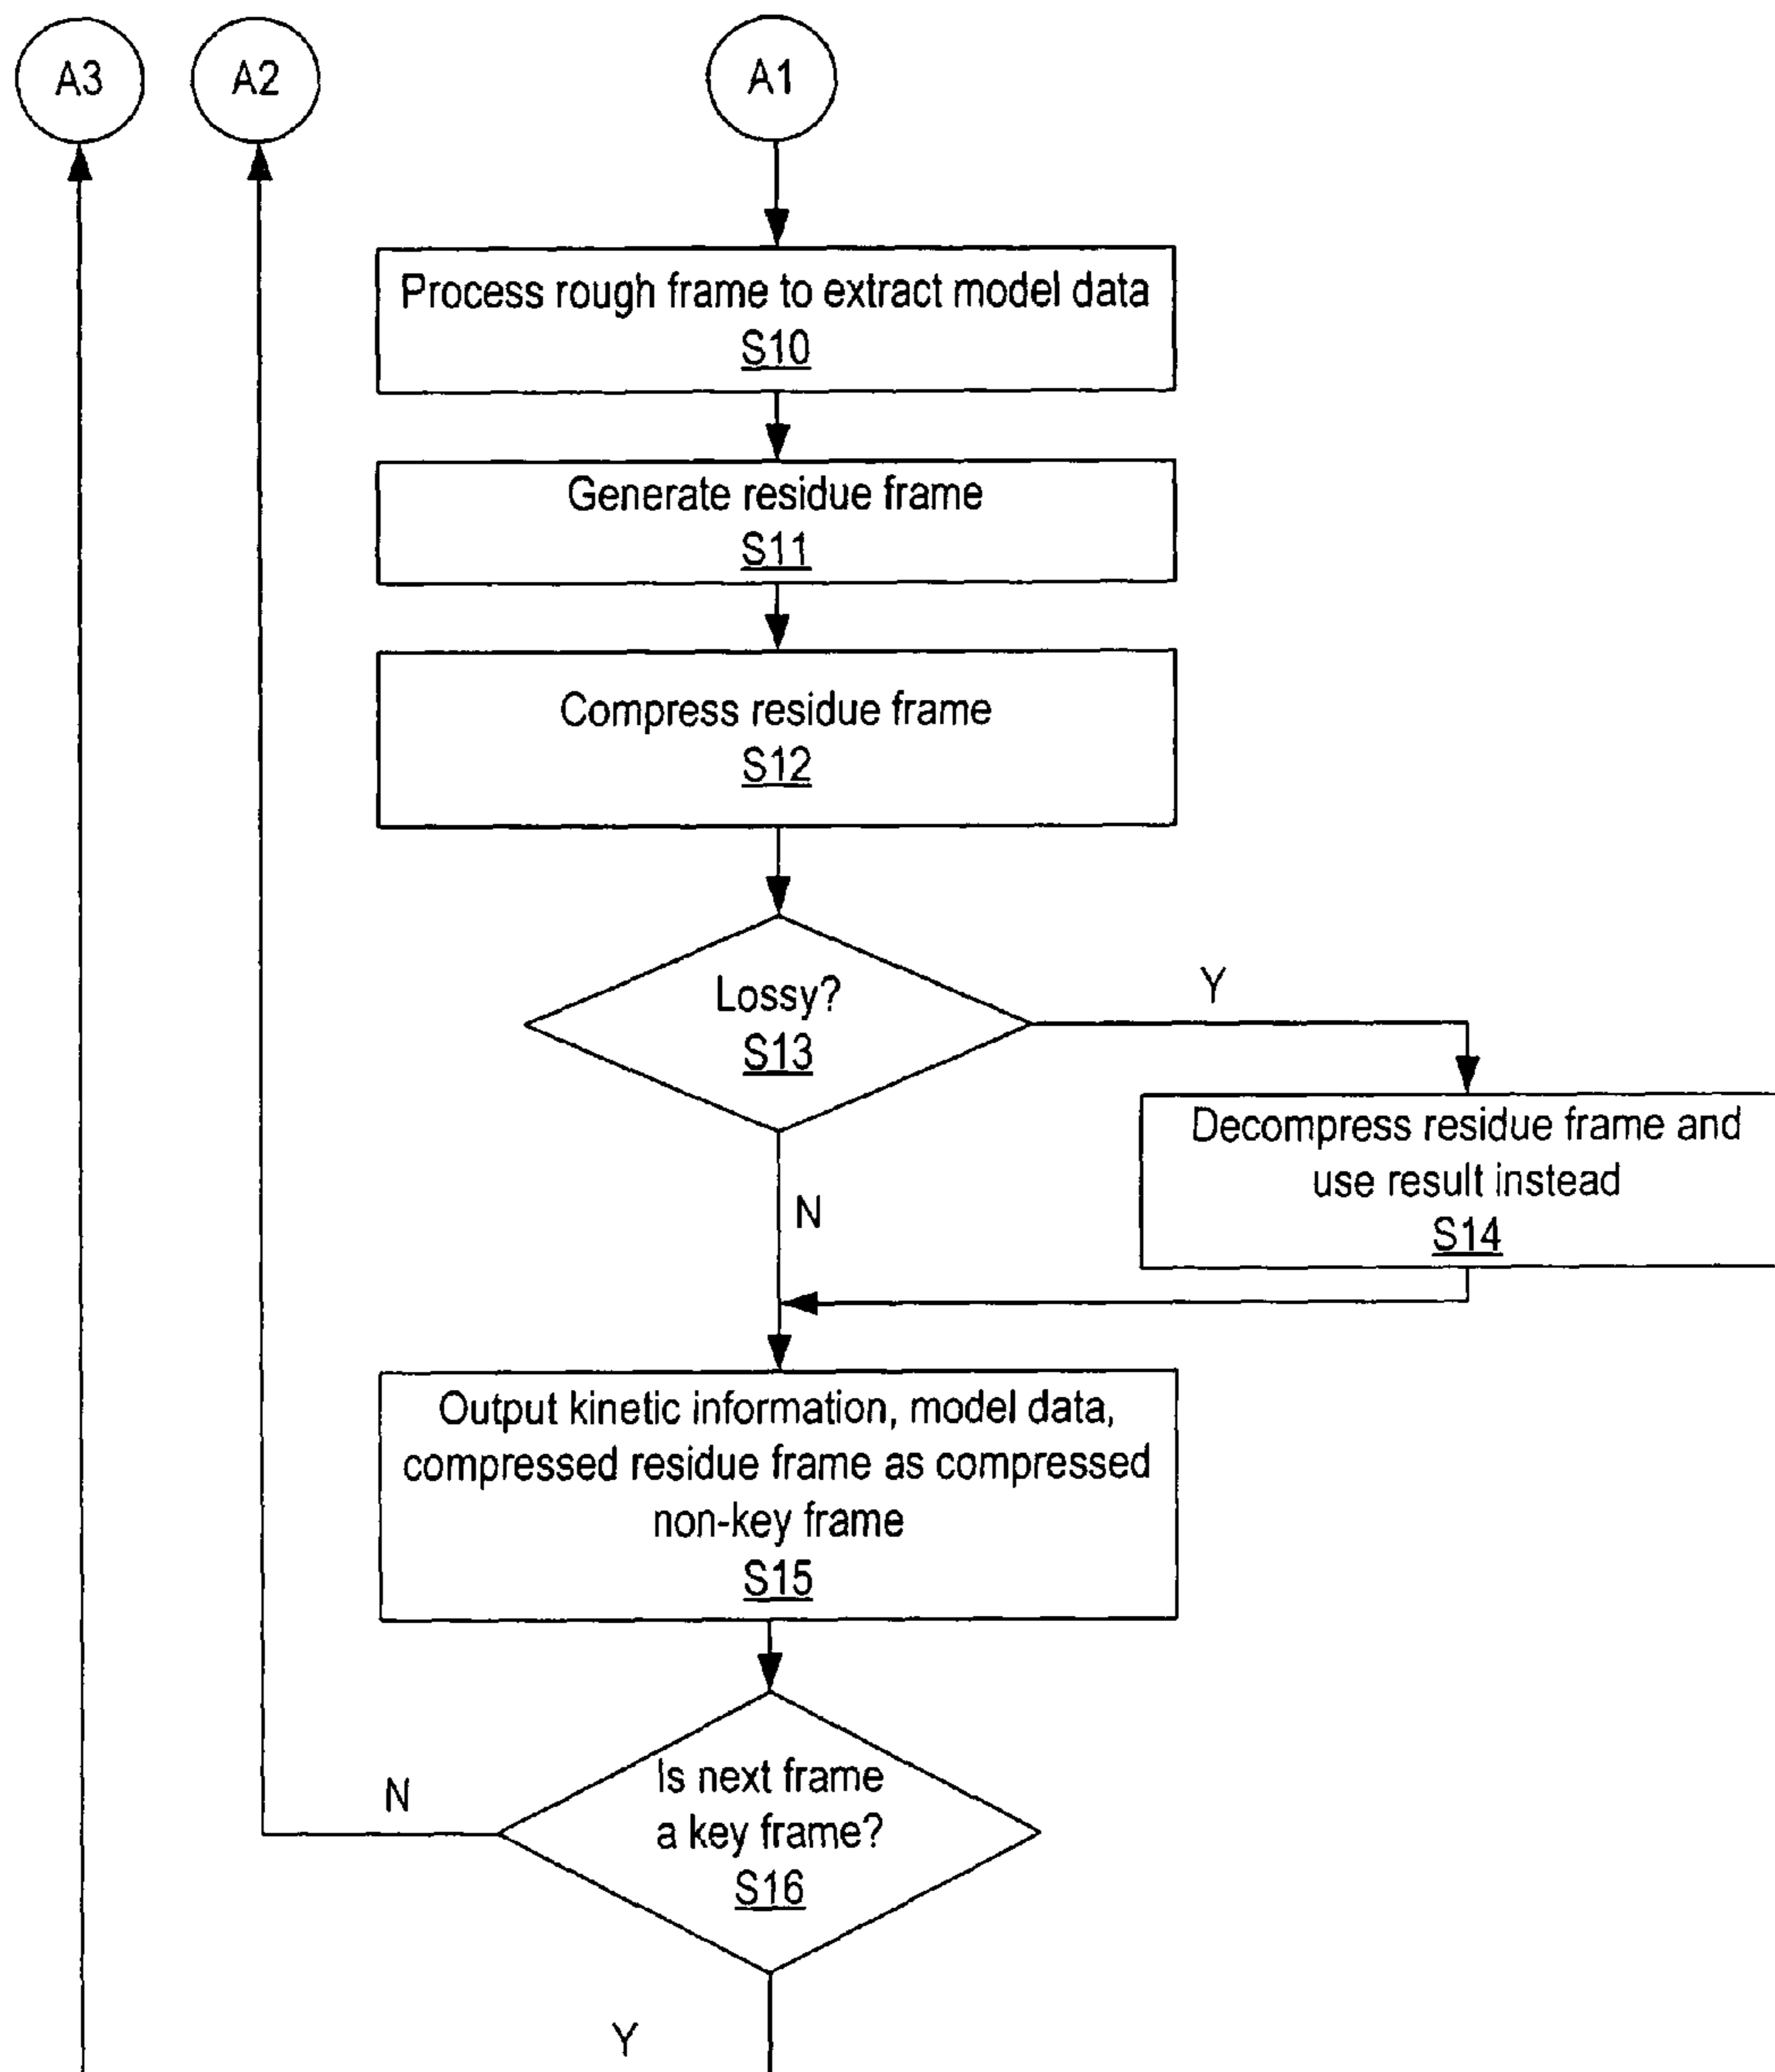 A3
A2
A1
Process rough frame to extract model data
S10
Generate residue frame
S11
Compress residue frame
S12
Lossy?
S13
Y
Decompress residue frame and
use result instead
S14
N
Output kinetic information, model data,
compressed residue frame as compressed
non-key frame
S15
Is next frame
a key frame?
S16
N
Y